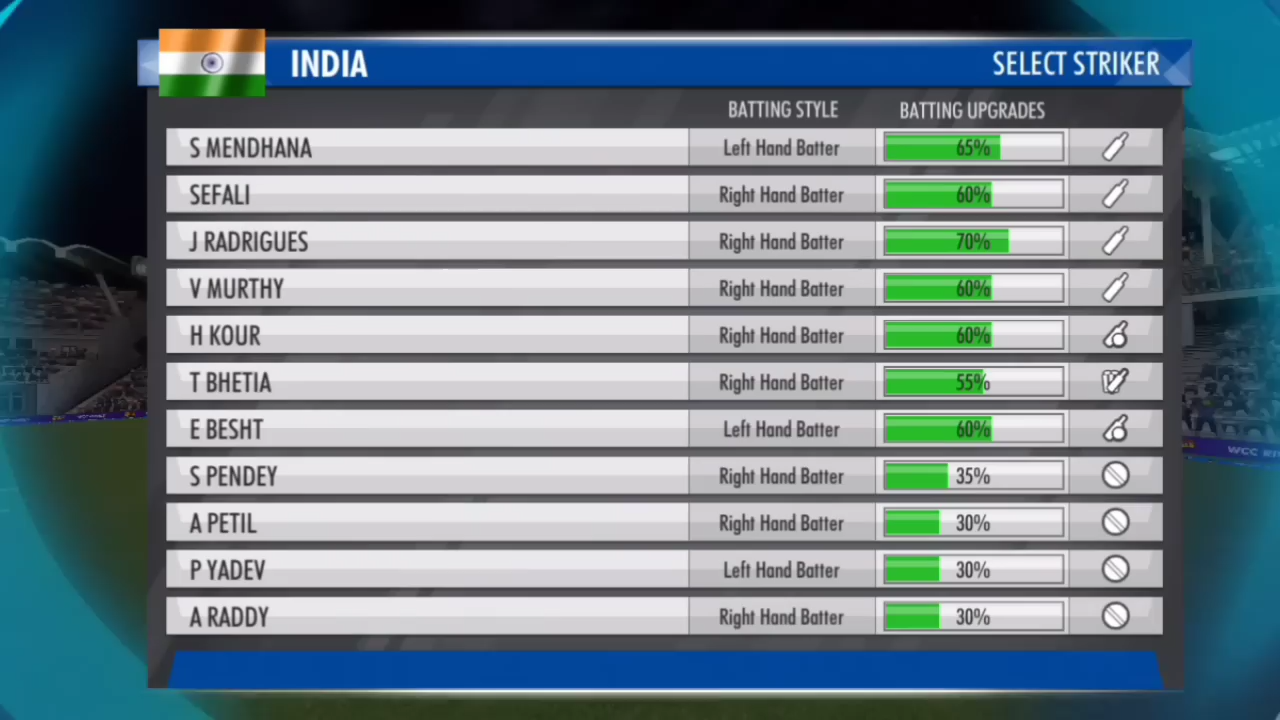 INDIA SELECT STRIKER
BATTING STYLE BATTING UPGRADES
S MENDHANA Left Hand Batter 65%
SEFALI Right Hand Batter 60%
J RADRIGUES Right Hand Batter 70%
V MURTHY Right Hand Batter 60%
H KOUR Right Hand Batter 60%
T BHETIA Right Hand Batter 55%
E BESHT Left Hand Batter 60%
S PENDEY Right Hand Batter 35%
A PETIL Right Hand Batter 30%
P YADEV Left Hand Batter 30%
A RADDY Right Hand Batter 30%
WCC